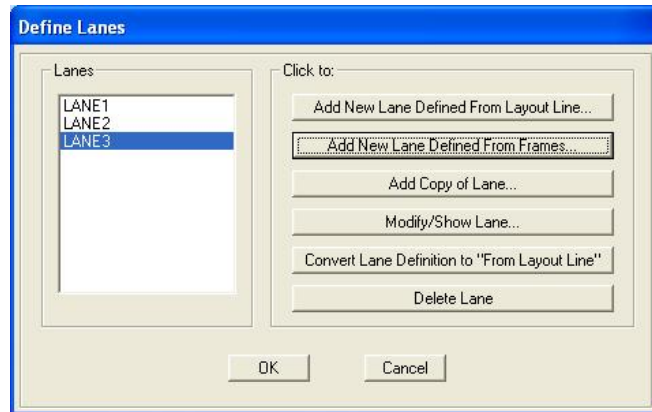 Define Lanes
Lanes
LANE1
LANE2
LANE3
Click to:
Add New Lane Defined From Layout Line...
Add New Lane Defined From Frames...
Add Copy of Lane...
Modify/Show Lane...
Convert Lane Definition to "From Layout Line"
Delete Lane
OK
Cancel